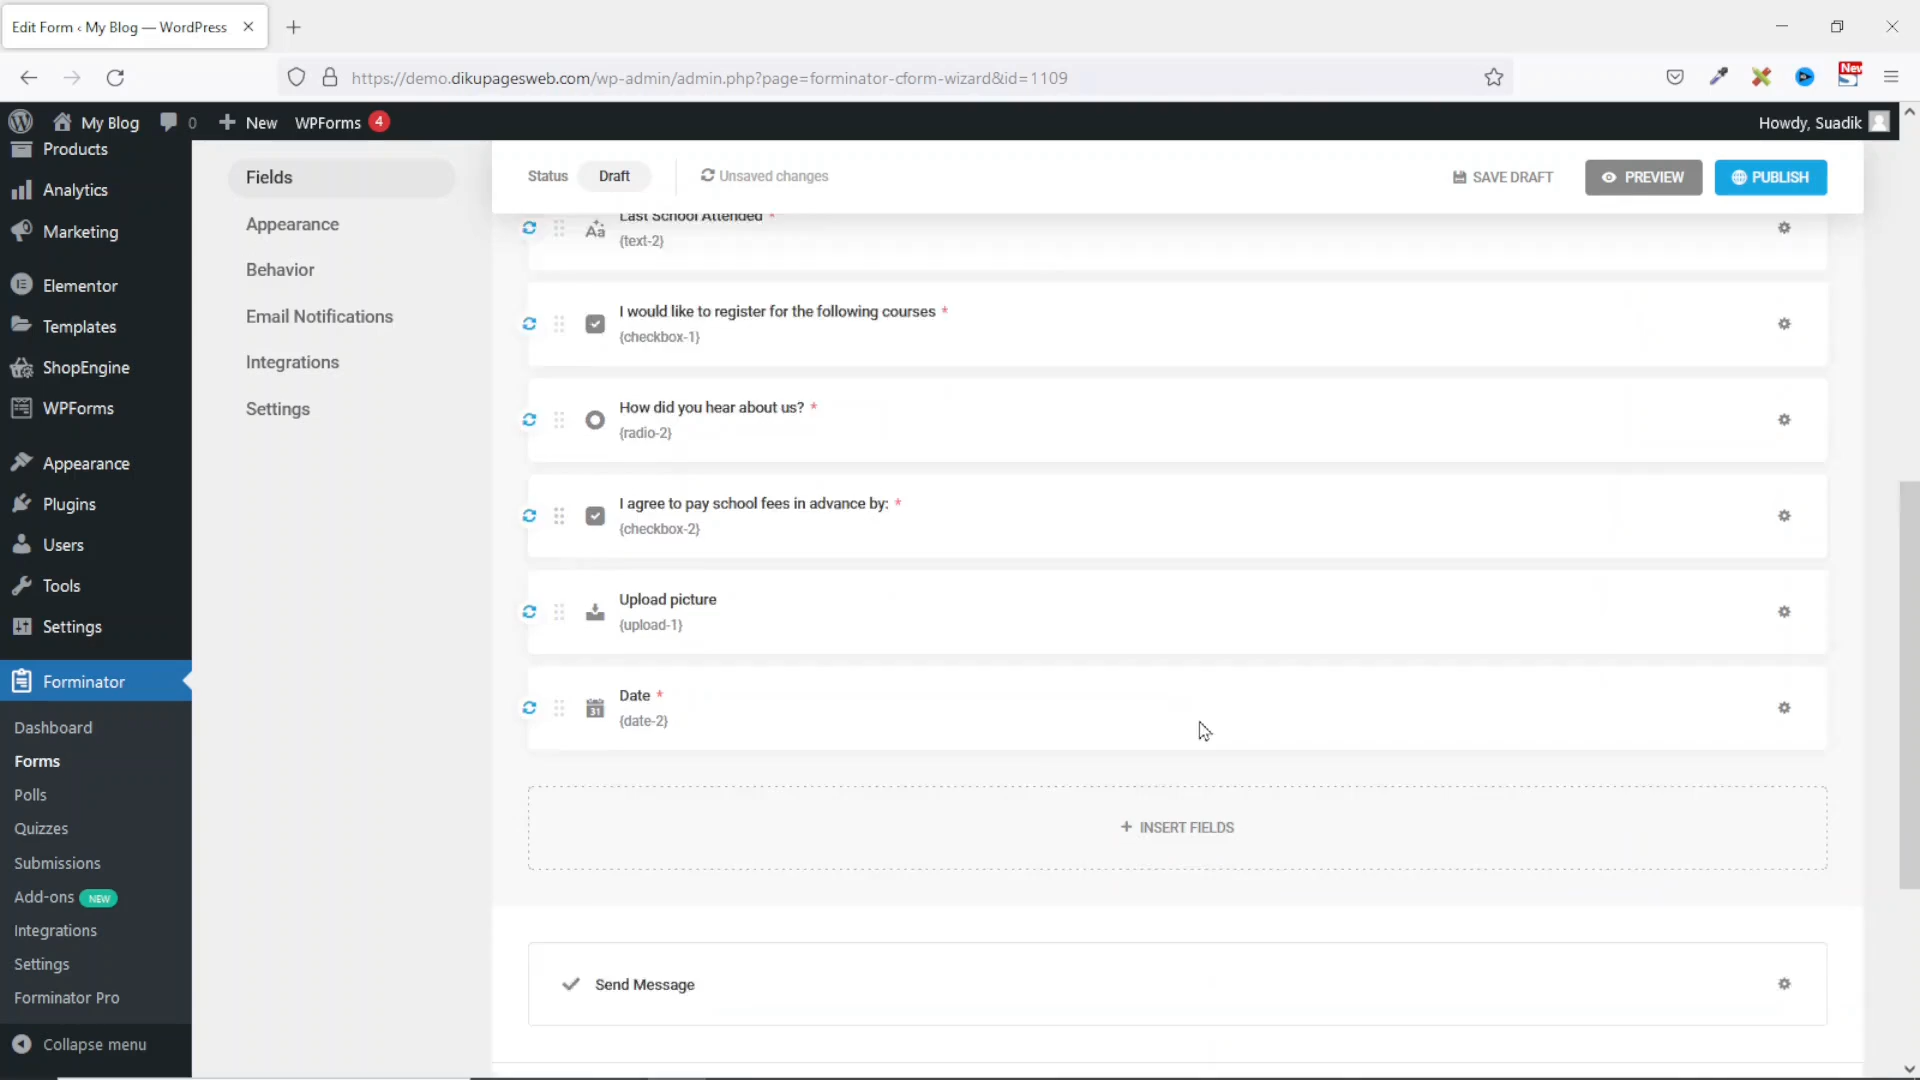 Edit Form ‹ My Blog — WordPress
https://demo.dikupagesweb.com/wp-admin/admin.php?page=forminator-cform-wizard&id=1109
New
My Blog
0
New
WPForms
4
Howdy, Suadik
Products
Analytics
Marketing
Elementor
Templates
ShopEngine
WPForms
Appearance
Plugins
Users
Tools
Settings
Forminator
Dashboard
Forms
Polls
Quizzes
Submissions
Add-ons NEW
Integrations
Settings
Forminator Pro
Collapse menu
Fields
Appearance
Behavior
Email Notifications
Integrations
Settings
Status Draft
Unsaved changes
SAVE DRAFT
PREVIEW
PUBLISH
Last School Attended *
{text-2}
I would like to register for the following courses *
{checkbox-1}
How did you hear about us? *
{radio-2}
I agree to pay school fees in advance by: *
{checkbox-2}
Upload picture
{upload-1}
31
Date *
{date-2}
+ INSERT FIELDS
Send Message